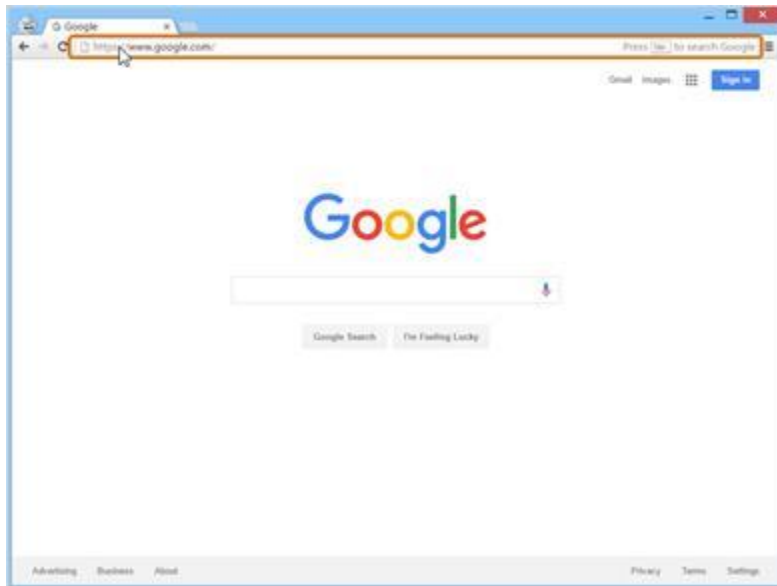 G Google
https://www.google.com/
Press Tab to search Google
Gmail Images
Sign in
Google
Google Search I'm Feeling Lucky
Advertising Business About
Privacy Terms Settings